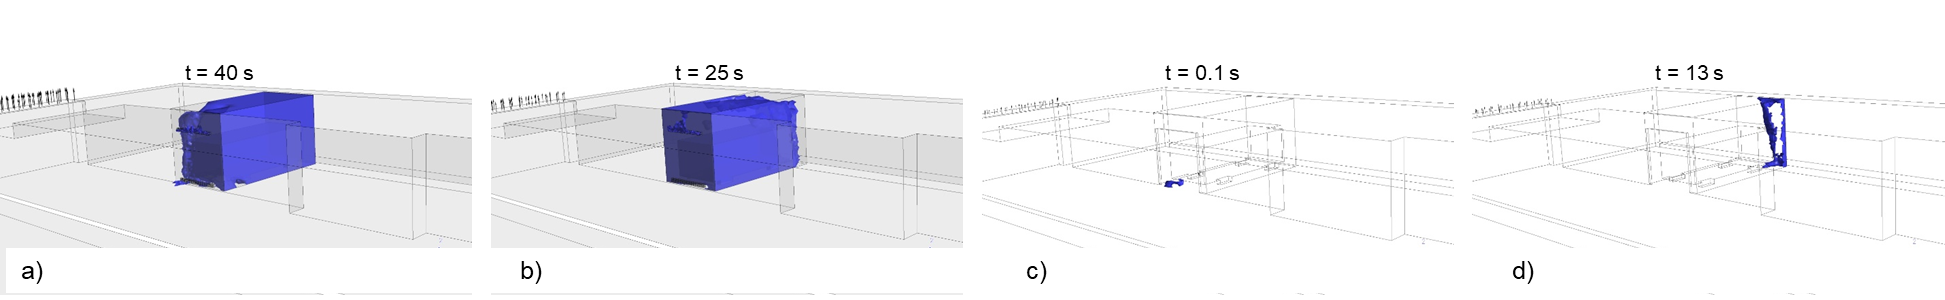 t = 40 s
t = 25 s
t = 0.1 s
t = 13 s
a)
b)
c)
d)